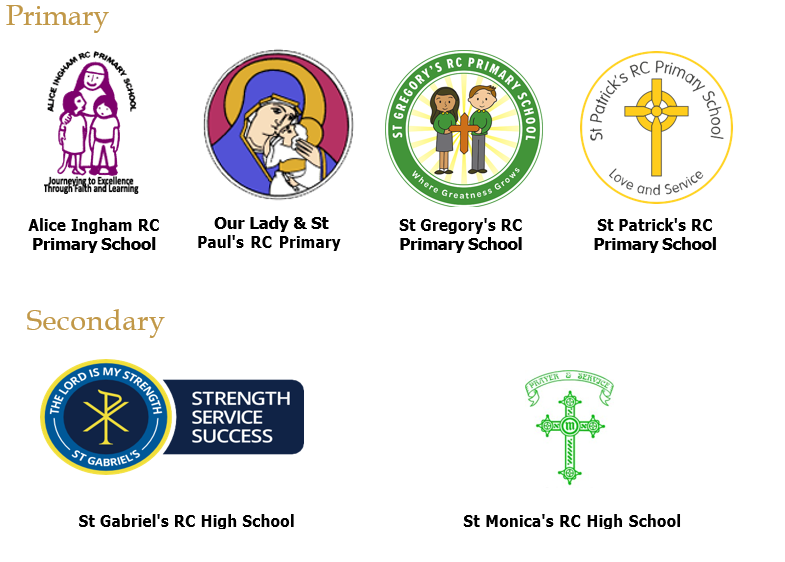 Primary
ALICE INGHAM RC PRIMARY SCHOOL
Journeying to Excellence
Through Faith and Learning
ST GREGORY'S RC PRIMARY SCHOOL
Where Greatness Grows
St Patrick's RC Primary School
Love and Service
Alice Ingham RC
Primary School
Our Lady & St
Paul's RC Primary
St Gregory's RC
Primary School
St Patrick's RC
Primary School
Secondary
THE LORD IS MY STRENGTH
ST GABRIEL'S
STRENGTH
SERVICE
SUCCESS
PRAYER & SERVICE
M
St Gabriel's RC High School
St Monica's RC High School